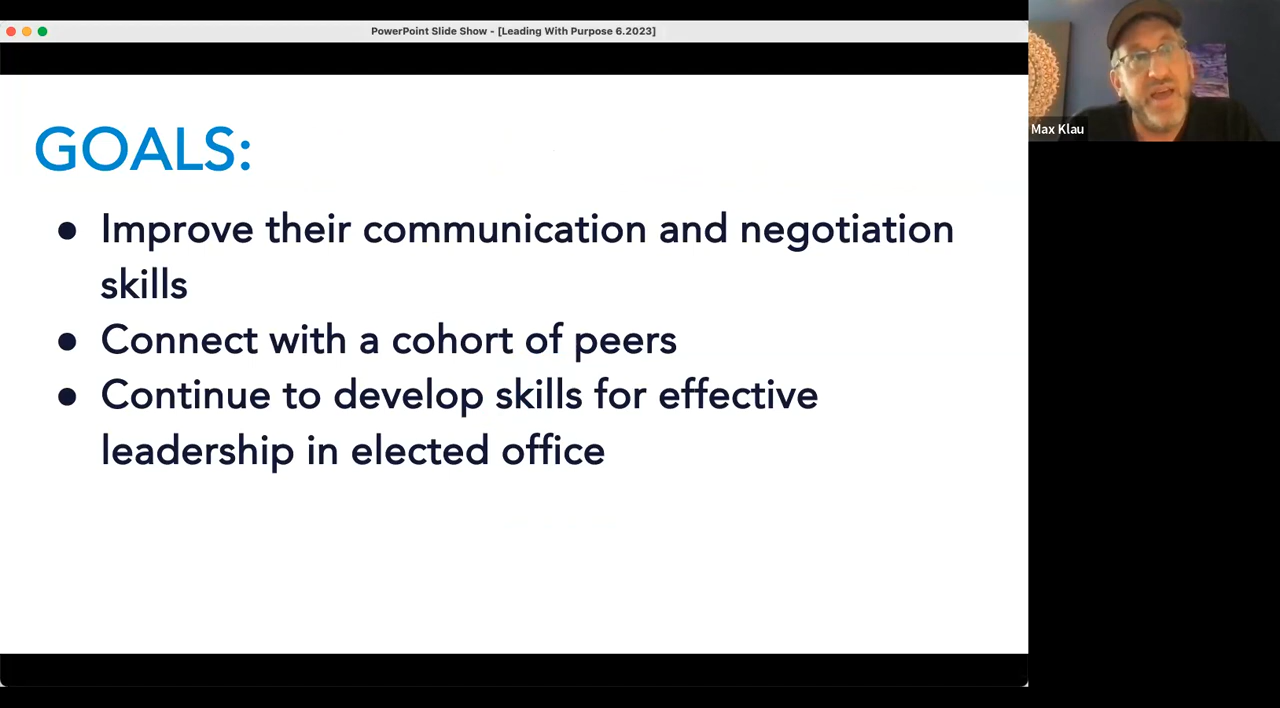 PowerPoint Slide Show - [Leading With Purpose 6.2023]
Max Klau
GOALS:
● Improve their communication and negotiation
skills
● Connect with a cohort of peers
● Continue to develop skills for effective
leadership in elected office